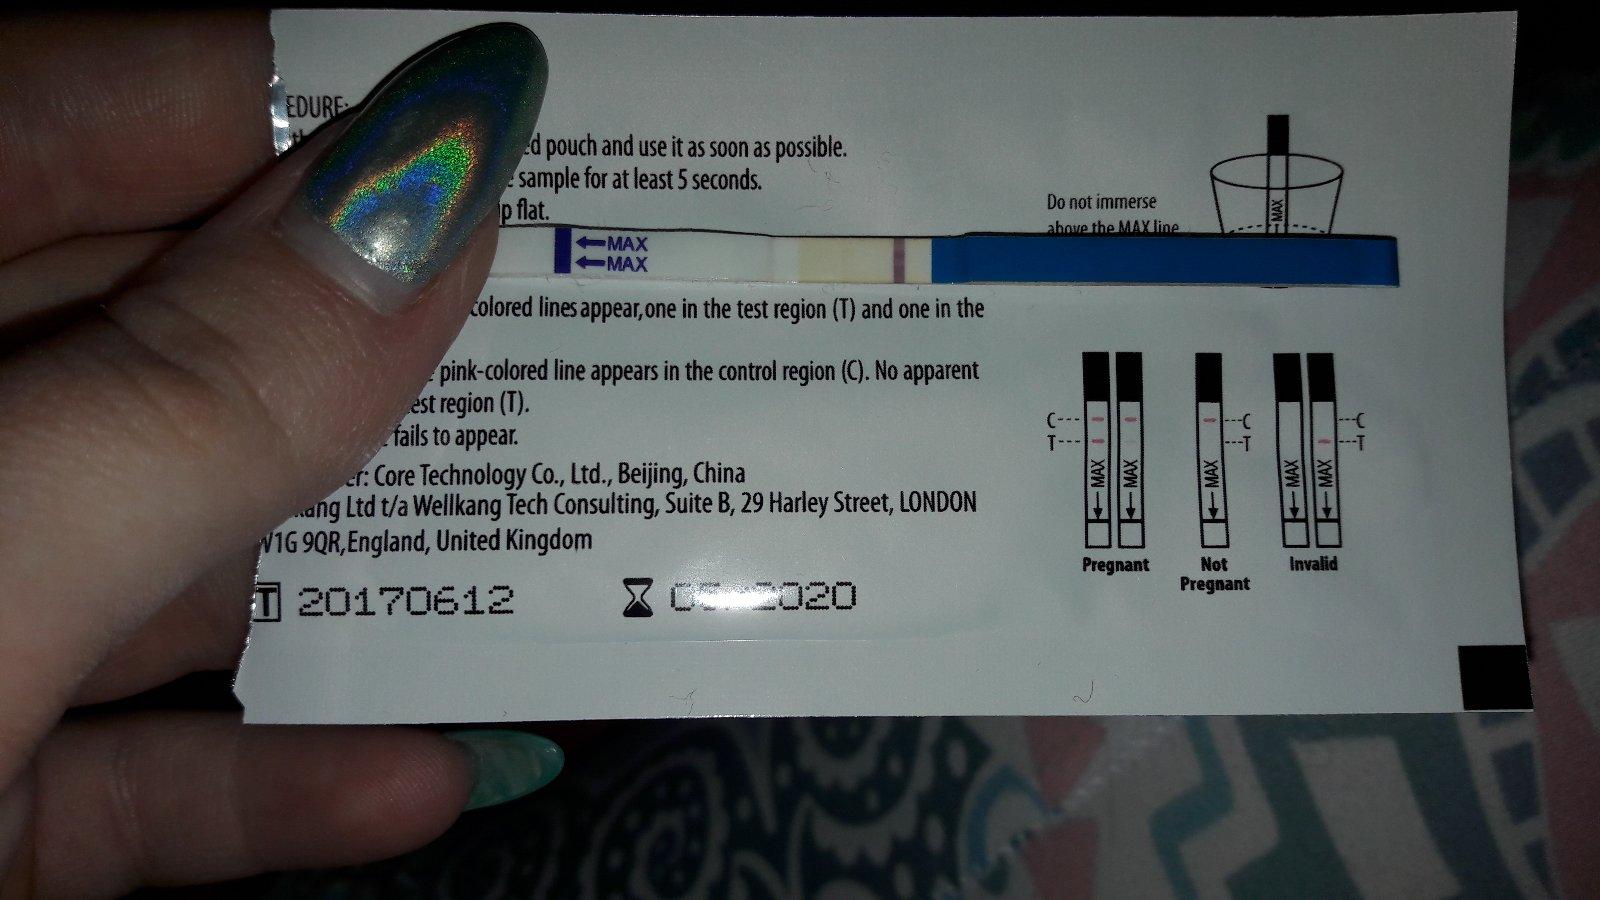 EDURE:
pouch and use it as soon as possible.
sample for at least 5 seconds.
flat.
Do not immerse
above the MAX line
MAX
MAX
MAX
colored lines appear,one in the test region (T) and one in the
pink-colored line appears in the control region (C). No apparent
region (T).
fails to appear.
C
T
C
T
C
T
MAX
MAX
MAX
MAX
MAX
Pregnant
Not
Pregnant
Invalid
Core Technology Co., Ltd., Beijing, China
Ltd t/a Wellkang Tech Consulting, Suite B, 29 Harley Street, LONDON
W1G 9QR,England, United Kingdom
20170612
2020